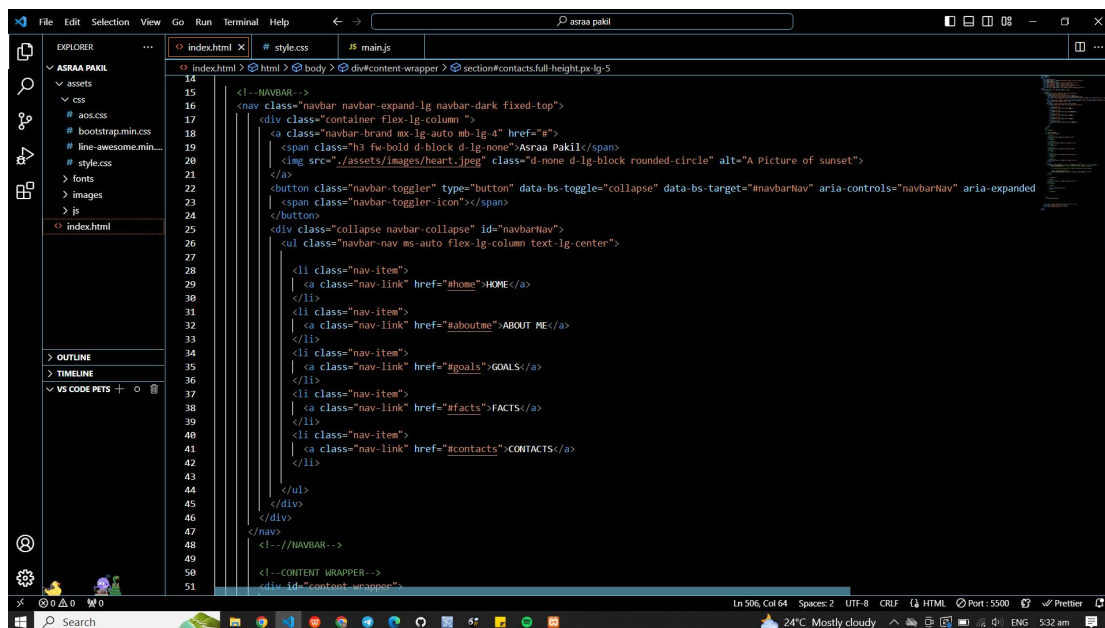 File Edit Selection View Go Run Terminal Help
asraa pakil
EXPLORER
ASRAA PAKIL
assets
css
# aos.css
# bootstrap.min.css
# line-awesome.min....
# style.css
fonts
images
js
index.html
OUTLINE
TIMELINE
VS CODE PETS
index.html # style.css JS main.js
index.html > html > body > div#content-wrapper > section#contacts.full-height.px-lg-5
14
15 <!--NAVBAR-->
16 <nav class="navbar navbar-expand-lg navbar-dark fixed-top">
17 <div class="container flex-lg-column ">
18 <a class="navbar-brand mx-lg-auto mb-lg-4" href="#">
19 <span class="h3 fw-bold d-block d-lg-none">Asraa Pakil</span>
20 <img src="./assets/images/heart.jpeg" class="d-none d-lg-block rounded-circle" alt="A Picture of sunset">
21 </a>
22 <button class="navbar-toggler" type="button" data-bs-toggle="collapse" data-bs-target="#navbarNav" aria-controls="navbarNav" aria-expanded
23 <span class="navbar-toggler-icon"></span>
24 </button>
25 <div class="collapse navbar-collapse" id="navbarNav">
26 <ul class="navbar-nav ms-auto flex-lg-column text-lg-center">
27
28 <li class="nav-item">
29 <a class="nav-link" href="#home">HOME</a>
30 </li>
31 <li class="nav-item">
32 <a class="nav-link" href="#aboutme">ABOUT ME</a>
33 </li>
34 <li class="nav-item">
35 <a class="nav-link" href="#goals">GOALS</a>
36 </li>
37 <li class="nav-item">
38 <a class="nav-link" href="#facts">FACTS</a>
39 </li>
40 <li class="nav-item">
41 <a class="nav-link" href="#contacts">CONTACTS</a>
42 </li>
43
44 </ul>
45 </div>
46 </div>
47 </nav>
48 <!--//NAVBAR-->
49
50 <!--CONTENT WRAPPER-->
51 <div id="content-wrapper">
0 0 0 Ln 506, Col 64 Spaces: 2 UTF-8 CRLF HTML Port : 5500 Prettier
Search 24°C Mostly cloudy ENG 5:32 am